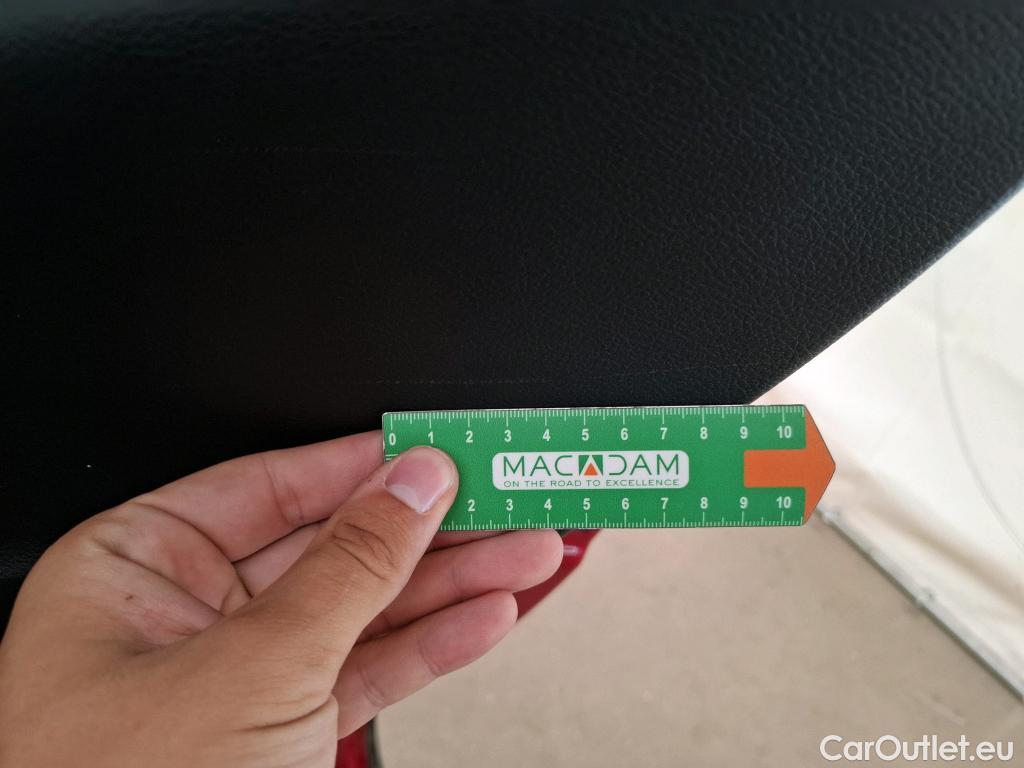 0 1 2 3 4 5 6 7 8 9 10
MACADAM
ON THE ROAD TO EXCELLENCE
2 3 4 5 6 7 8 9 10
CarOutlet.eu